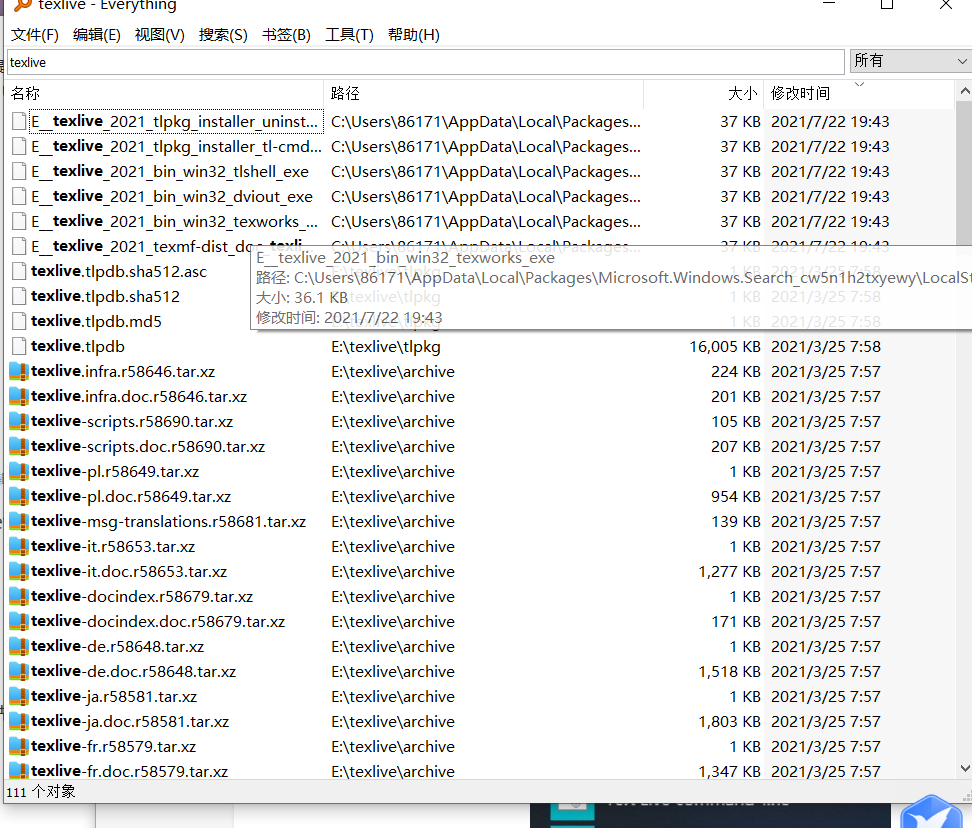 texlive - Everything
文件(F) 编辑(E) 视图(V) 搜索(S) 书签(B) 工具(T) 帮助(H)
texlive 所有
名称 路径 大小 修改时间
E__texlive_2021_tlpkg_installer_uninst... C:\Users\86171\AppData\Local\Packages... 37 KB 2021/7/22 19:43
E__texlive_2021_tlpkg_installer_tl-cmd... C:\Users\86171\AppData\Local\Packages... 37 KB 2021/7/22 19:43
E__texlive_2021_bin_win32_tlshell_exe C:\Users\86171\AppData\Local\Packages... 37 KB 2021/7/22 19:43
E__texlive_2021_bin_win32_dviout_exe C:\Users\86171\AppData\Local\Packages... 37 KB 2021/7/22 19:43
E__texlive_2021_bin_win32_texworks_... C:\Users\86171\AppData\Local\Packages... 37 KB 2021/7/22 19:43
E__texlive_2021_texmf-dist_doc_texli... C:\Users\86171\AppData\Local\Packages... 37 KB 2021/7/22 19:43
texlive.tlpdb.sha512.asc 1 KB 2021/3/25 7:58
texlive.tlpdb.sha512 1 KB 2021/3/25 7:58
texlive.tlpdb.md5 1 KB 2021/3/25 7:58
E__texlive_2021_bin_win32_texworks_exe
路径: C:\Users\86171\AppData\Local\Packages\Microsoft.Windows.Search_cw5n1h2txyewy\LocalSt
大小: 36.1 KB
修改时间: 2021/7/22 19:43
texlive.tlpdb E:\texlive\tlpkg 16,005 KB 2021/3/25 7:58
texlive.infra.r58646.tar.xz E:\texlive\archive 224 KB 2021/3/25 7:57
texlive.infra.doc.r58646.tar.xz E:\texlive\archive 201 KB 2021/3/25 7:57
texlive-scripts.r58690.tar.xz E:\texlive\archive 105 KB 2021/3/25 7:57
texlive-scripts.doc.r58690.tar.xz E:\texlive\archive 207 KB 2021/3/25 7:57
texlive-pl.r58649.tar.xz E:\texlive\archive 1 KB 2021/3/25 7:57
texlive-pl.doc.r58649.tar.xz E:\texlive\archive 954 KB 2021/3/25 7:57
texlive-msg-translations.r58681.tar.xz E:\texlive\archive 139 KB 2021/3/25 7:57
texlive-it.r58653.tar.xz E:\texlive\archive 1 KB 2021/3/25 7:57
texlive-it.doc.r58653.tar.xz E:\texlive\archive 1,277 KB 2021/3/25 7:57
texlive-docindex.r58679.tar.xz E:\texlive\archive 1 KB 2021/3/25 7:57
texlive-docindex.doc.r58679.tar.xz E:\texlive\archive 171 KB 2021/3/25 7:57
texlive-de.r58648.tar.xz E:\texlive\archive 1 KB 2021/3/25 7:57
texlive-de.doc.r58648.tar.xz E:\texlive\archive 1,518 KB 2021/3/25 7:57
texlive-ja.r58581.tar.xz E:\texlive\archive 1 KB 2021/3/25 7:57
texlive-ja.doc.r58581.tar.xz E:\texlive\archive 1,803 KB 2021/3/25 7:57
texlive-fr.r58579.tar.xz E:\texlive\archive 1 KB 2021/3/25 7:57
texlive-fr.doc.r58579.tar.xz E:\texlive\archive 1,347 KB 2021/3/25 7:57
111 个对象